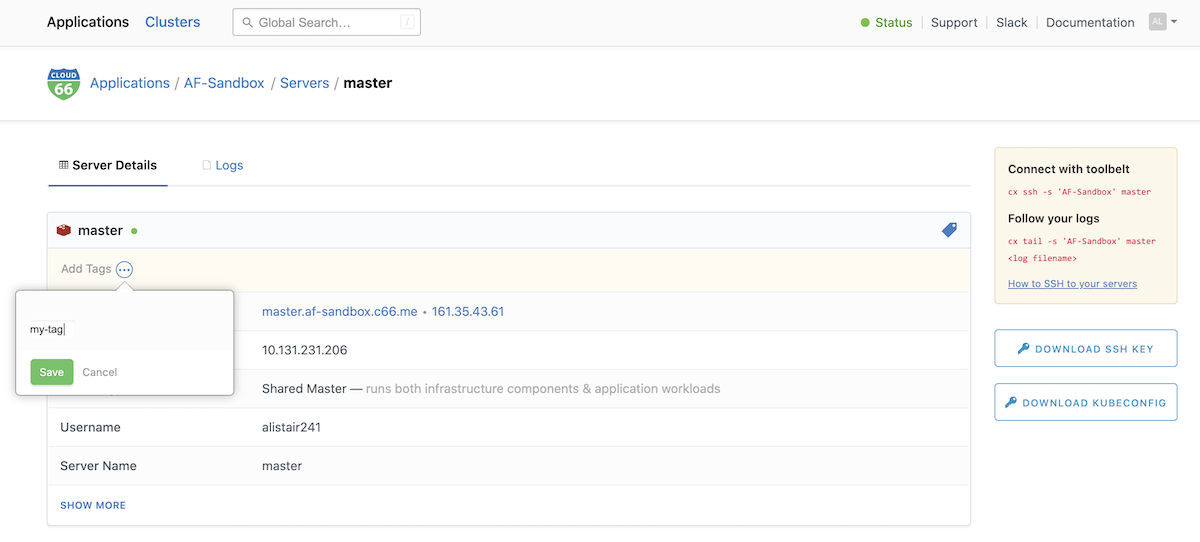 Applications Clusters Global Search... / Status Support Slack Documentation AL
CLOUD 66 Applications / AF-Sandbox / Servers / master
Server Details Logs
master
Add Tags
my-tag
Save Cancel
master.af-sandbox.c66.me • 161.35.43.61
10.131.231.206
Shared Master — runs both infrastructure components & application workloads
Username alistair241
Server Name master
SHOW MORE
Connect with toolbelt
cx ssh -s 'AF-Sandbox' master
Follow your logs
cx tail -s 'AF-Sandbox' master
<log filename>
How to SSH to your servers
DOWNLOAD SSH KEY
DOWNLOAD KUBECONFIG